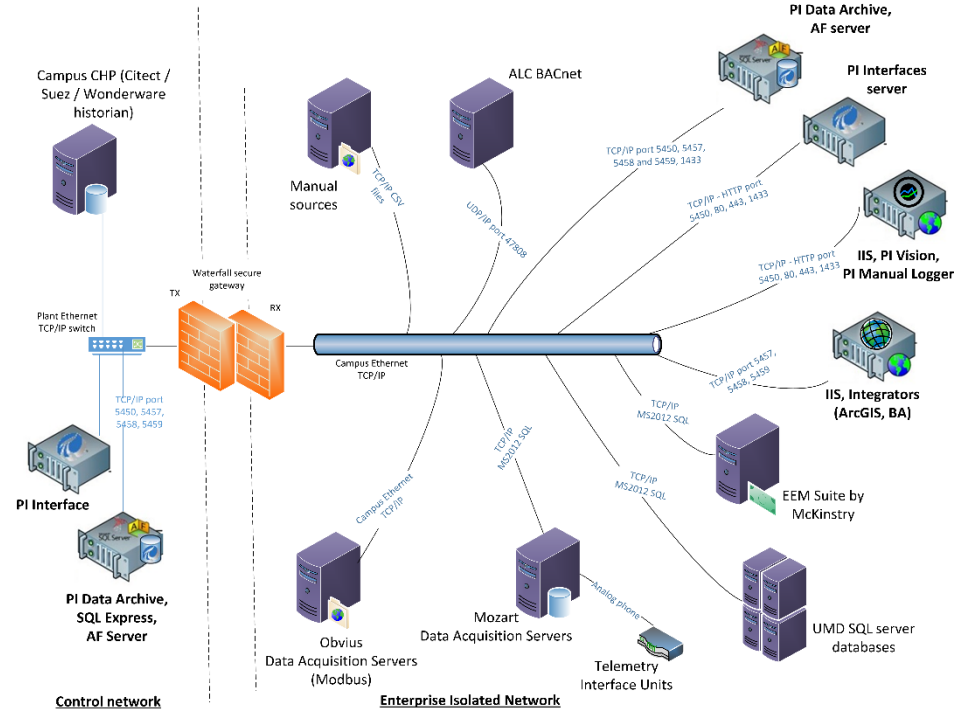 PI Data Archive,
AF server
Campus CHP (Citect /
Suez / Wonderware
historian)
ALC BACnet
SQL Server
A F
PI Interfaces
server
TCP/IP port 5450, 5457,
5458 and 5459, 1433
TCP/IP CSV
files
Manual
sources
UDP/IP port 47808
TCP/IP - HTTP port
5450, 80, 443, 1433
IIS, PI Vision,
PI Manual Logger
TCP/IP - HTTP port
5450, 80, 443, 1433
Waterfall secure
gateway
TX
RX
Plant Ethernet
TCP/IP switch
Campus Ethernet
TCP/IP
TCP/IP port 5457,
5458, 5459
IIS, Integrators
(ArcGIS, BA)
TCP/IP port
5450, 5457,
5458, 5459
TCP/IP
MS2012 SQL
TCP/IP
MS2012 SQL
TCP/IP
MS2012 SQL
Campus Ethernet
TCP/IP
PI Interface
EEM Suite by
McKinstry
A F
SQL Server
PI Data Archive,
SQL Express,
AF Server
Analog phone
Obvius
Data Acquisition Servers
(Modbus)
Mozart
Data Acquisition Servers
Telemetry
Interface Units
UMD SQL server
databases
Control network
Enterprise Isolated Network